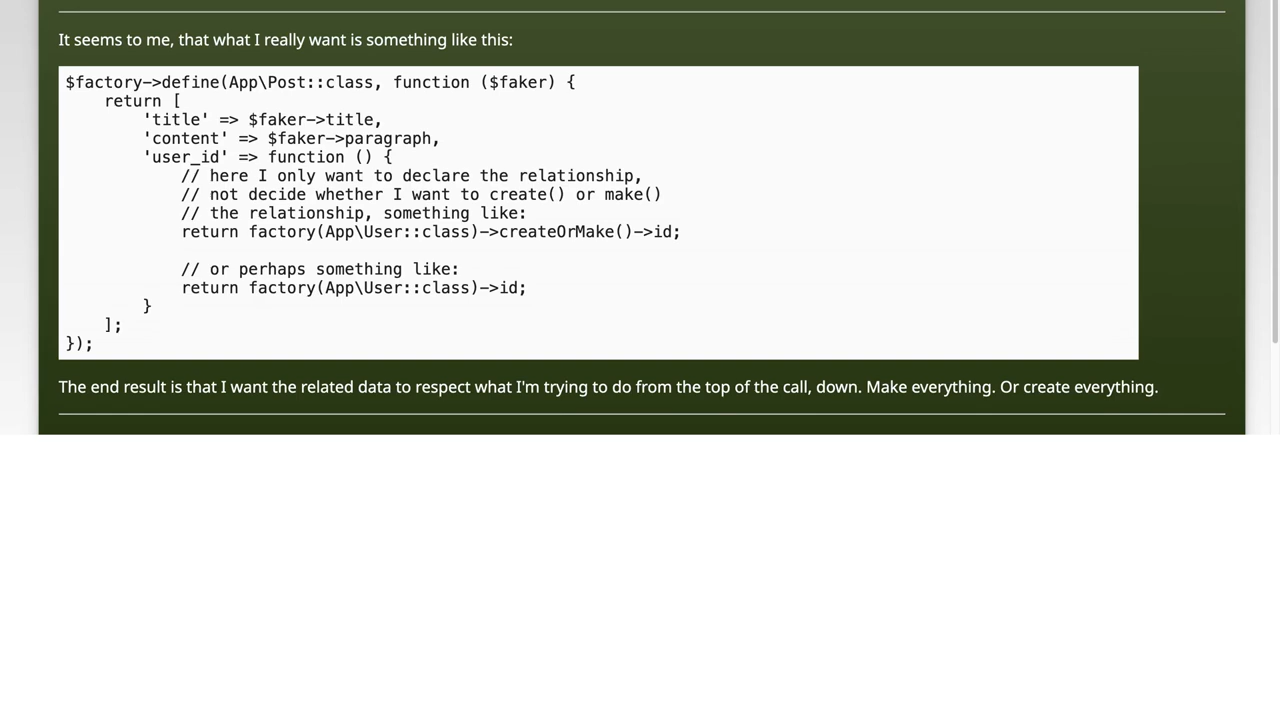 It seems to me, that what I really want is something like this:
$factory->define(App\Post::class, function ($faker) {
    return [
        'title' => $faker->title,
        'content' => $faker->paragraph,
        'user_id' => function () {
            // here I only want to declare the relationship,
            // not decide whether I want to create() or make()
            // the relationship, something like:
            return factory(App\User::class)->createOrMake()->id;

            // or perhaps something like:
            return factory(App\User::class)->id;
        }
    ];
});
The end result is that I want the related data to respect what I'm trying to do from the top of the call, down. Make everything. Or create everything.